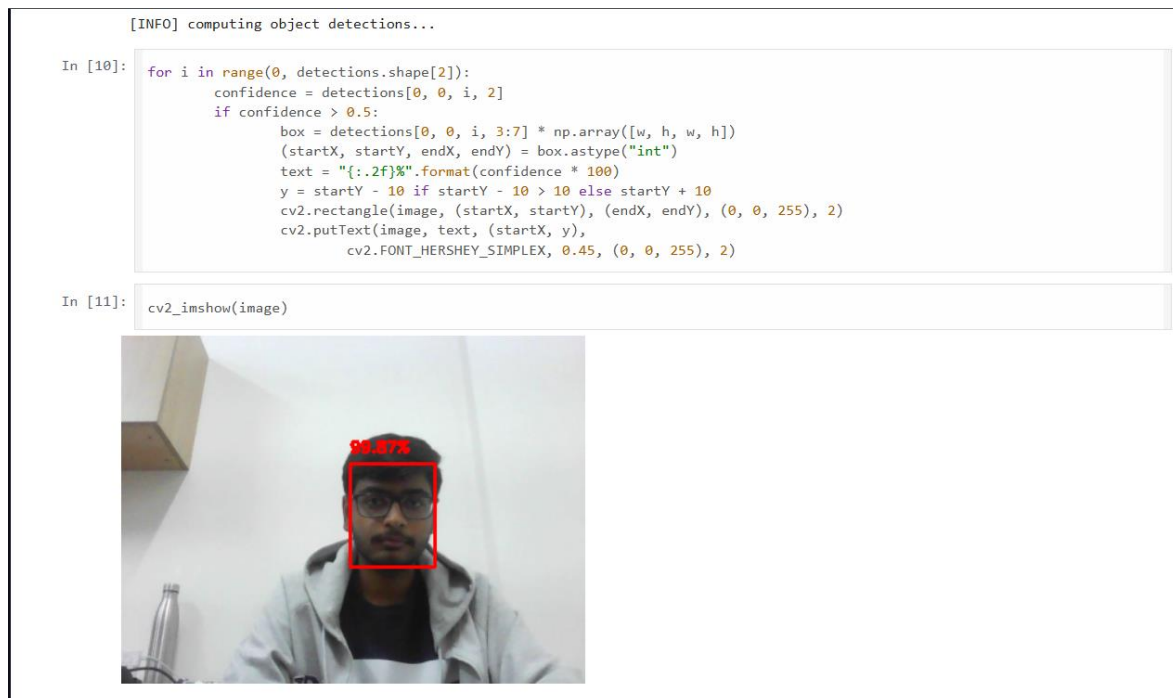 [INFO] computing object detections...
In [10]:
for i in range(0, detections.shape[2]):
        confidence = detections[0, 0, i, 2]
        if confidence > 0.5:
                box = detections[0, 0, i, 3:7] * np.array([w, h, w, h])
                (startX, startY, endX, endY) = box.astype("int")
                text = "{:.2f}%".format(confidence * 100)
                y = startY - 10 if startY - 10 > 10 else startY + 10
                cv2.rectangle(image, (startX, startY), (endX, endY), (0, 0, 255), 2)
                cv2.putText(image, text, (startX, y),
                        cv2.FONT_HERSHEY_SIMPLEX, 0.45, (0, 0, 255), 2)
In [11]:
cv2_imshow(image)